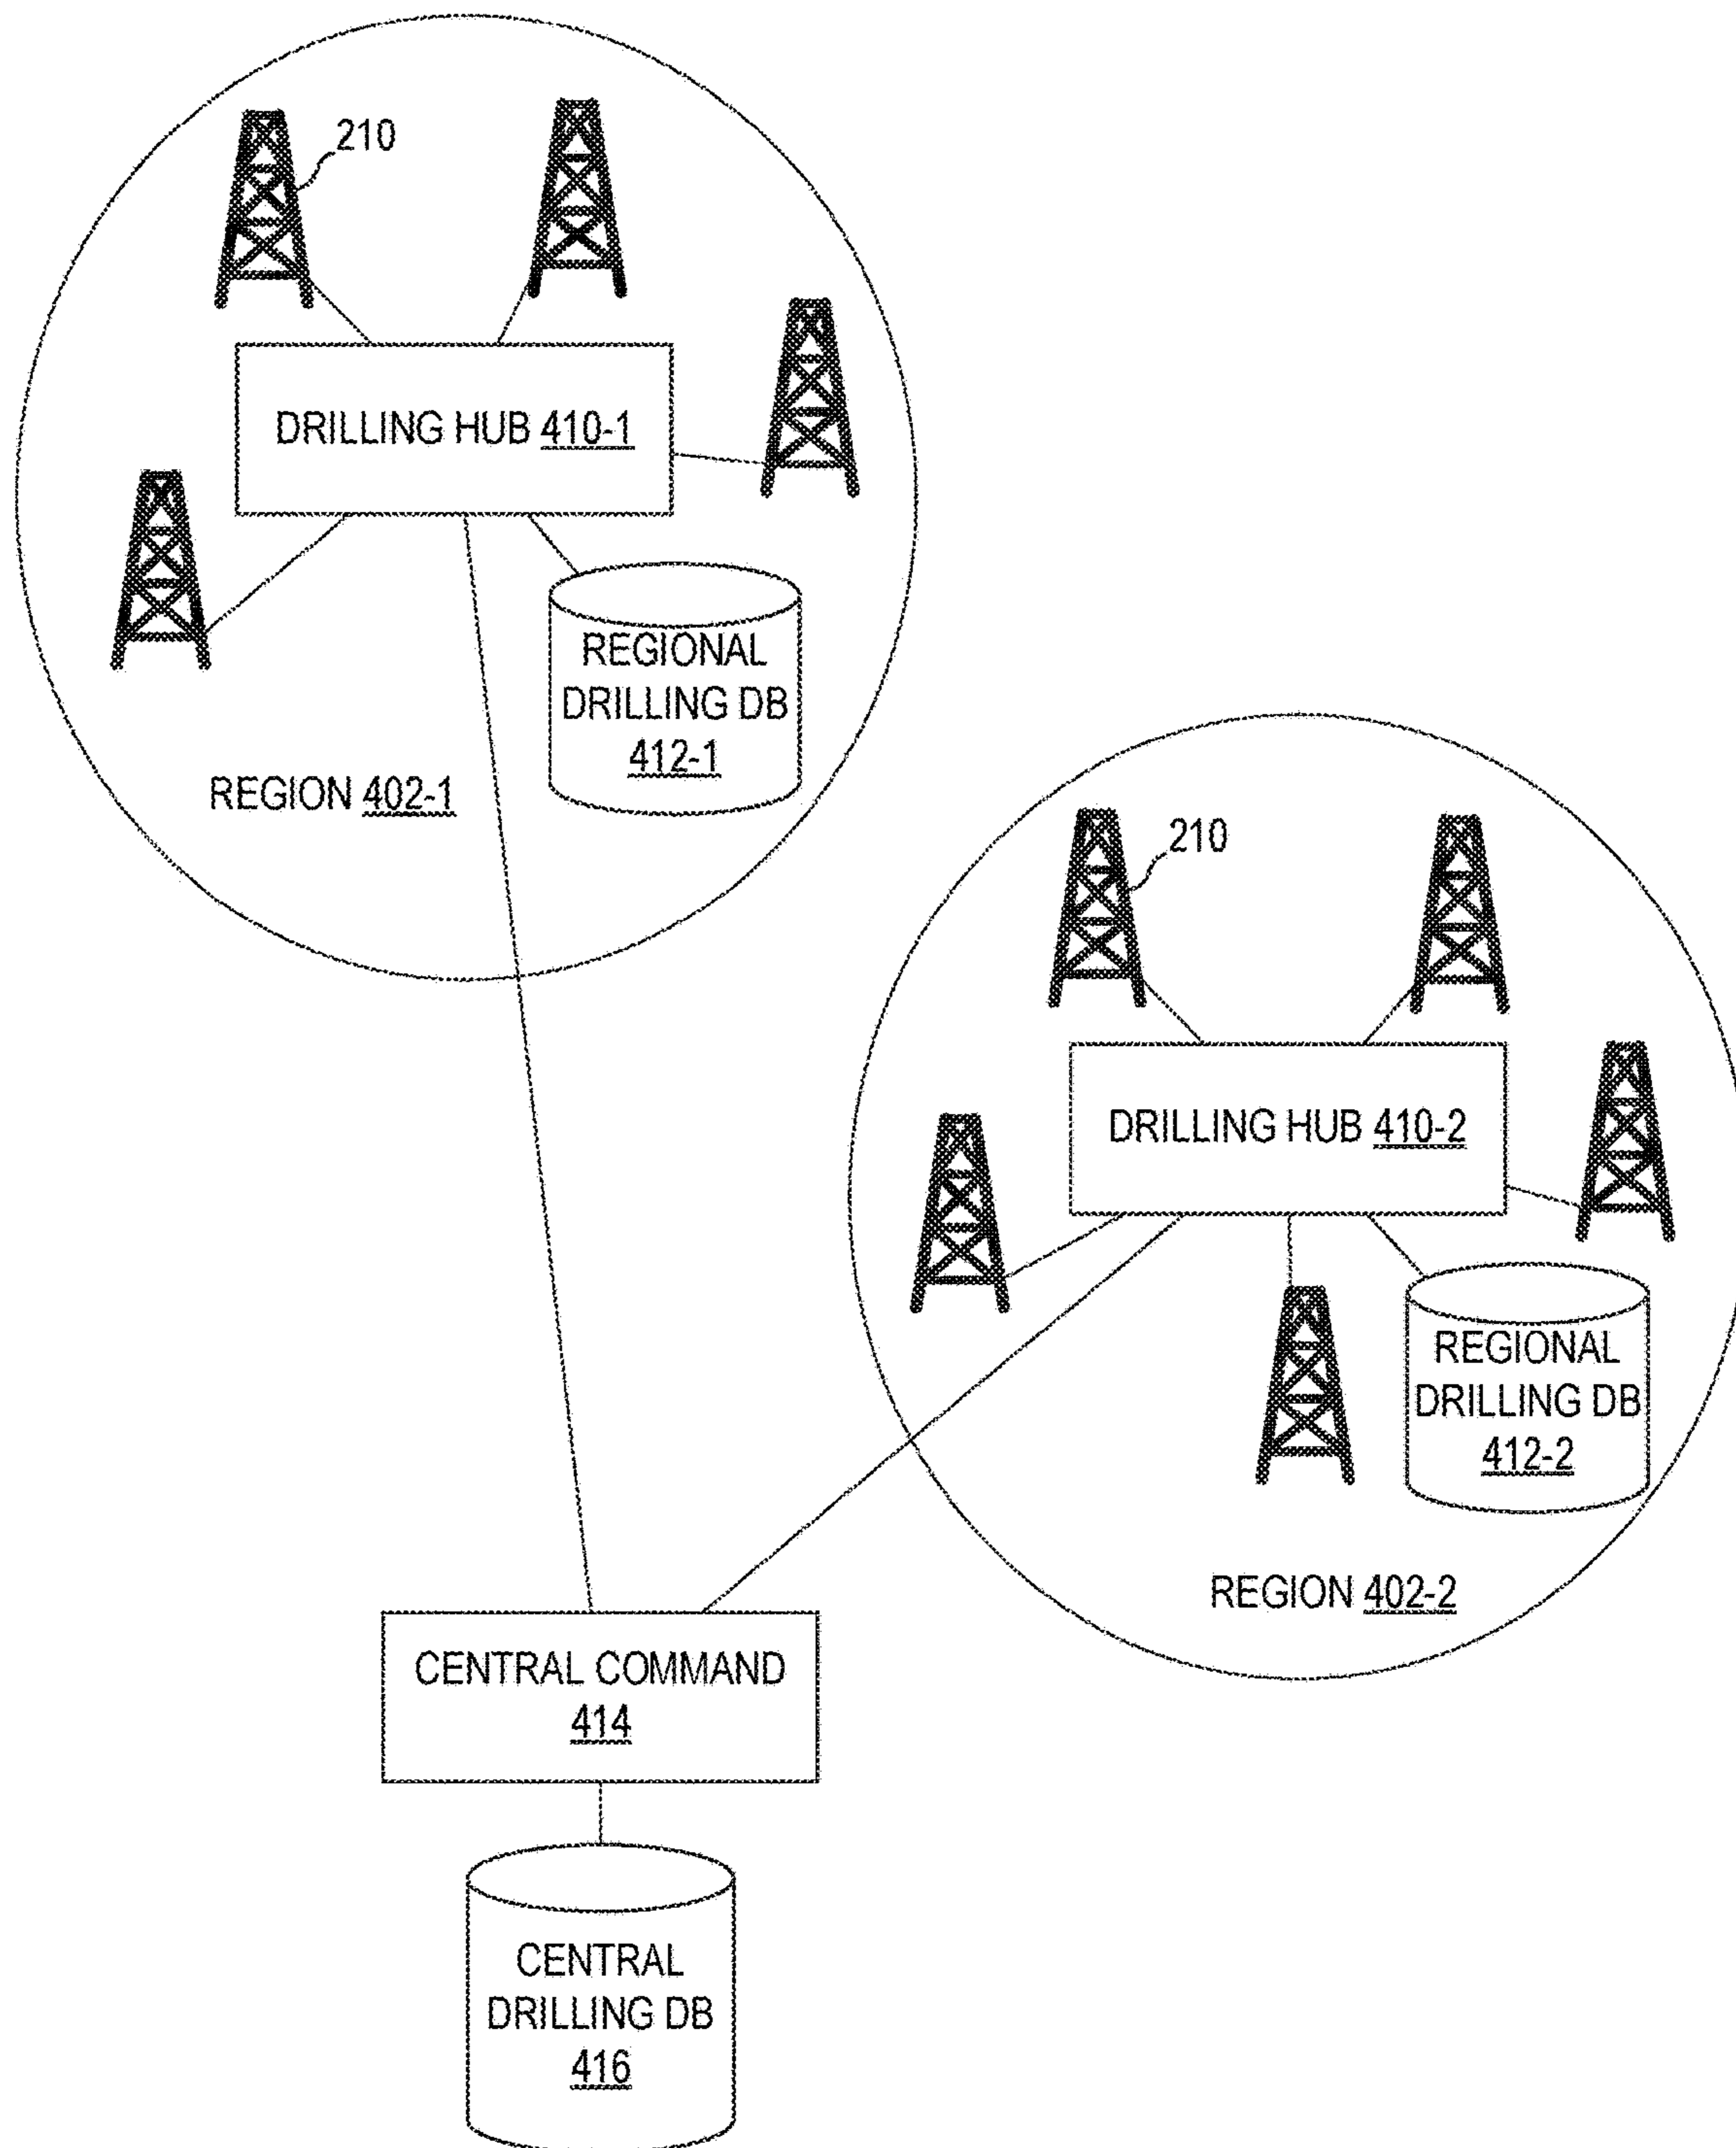 210
DRILLING HUB 410-1
REGIONAL
DRILLING DB
412-1
REGION 402-1
210
DRILLING HUB 410-2
REGIONAL
DRILLING DB
412-2
REGION 402-2
CENTRAL COMMAND
414
CENTRAL
DRILLING DB
416